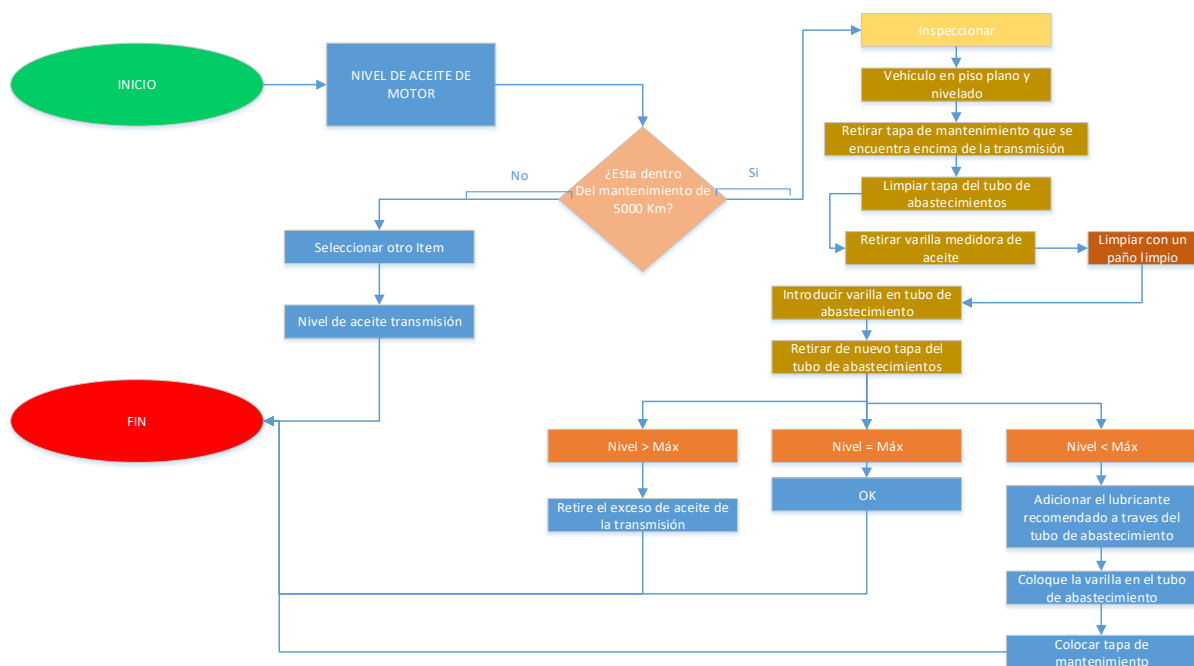 INICIO
NIVEL DE ACEITE DE
MOTOR
¿Esta dentro
Del mantenimiento de
5000 Km?
No
Si
Seleccionar otro Item
Nivel de aceite transmisión
FIN
Inspeccionar
Vehículo en piso plano y
nivelado
Retirar tapa de mantenimiento que se
encuentra encima de la transmisión
Limpiar tapa del tubo de
abastecimientos
Retirar varilla medidora de
aceite
Limpiar con un
paño limpio
Introducir varilla en tubo de
abastecimiento
Retirar de nuevo tapa del
tubo de abastecimientos
Nivel > Máx
Retire el exceso de aceite de
la transmisión
Nivel = Máx
OK
Nivel < Máx
Adicionar el lubricante
recomendado a traves del
tubo de abastecimiento
Coloque la varilla en el tubo
de abastecimiento
Colocar tapa de
mantenimiento